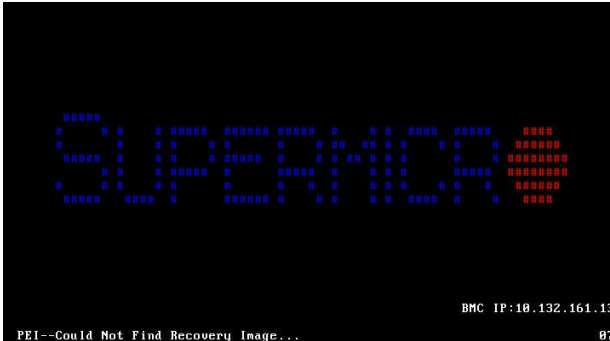 SUPERMICRO
BMC IP:10.132.161.13
PEI--Could Not Find Recovery Image...
07